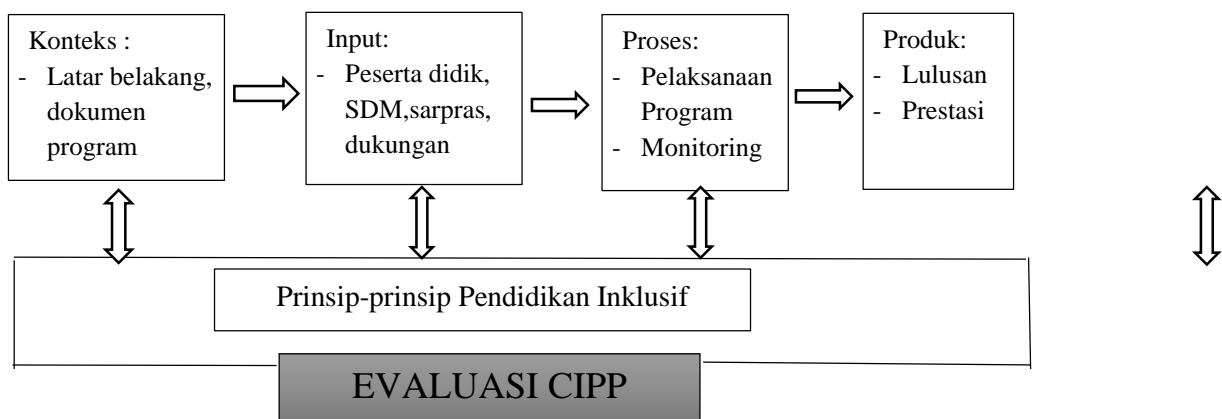 Konteks :
- Latar belakang,
dokumen
program
Input:
- Peserta didik,
SDM,sarpras,
dukungan
Proses:
- Pelaksanaan
Program
- Monitoring
Produk:
- Lulusan
- Prestasi
Prinsip-prinsip Pendidikan Inklusif
EVALUASI CIPP